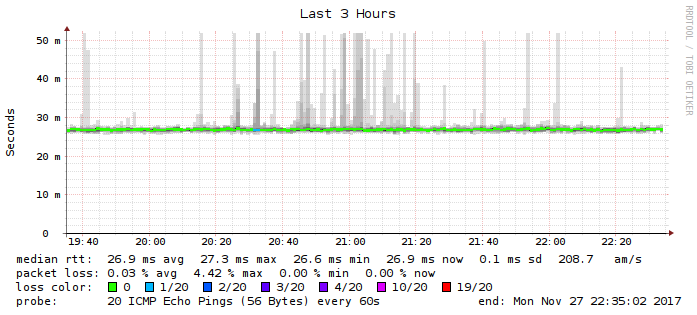 Last 3 Hours
RRDTOOL / TOBI OETIKER
Seconds
50 m
40 m
30 m
20 m
10 m
0
19:40 20:00 20:20 20:40 21:00 21:20 21:40 22:00 22:20
median rtt: 26.9 ms avg 27.3 ms max 26.6 ms min 26.9 ms now 0.1 ms sd 208.7 am/s
packet loss: 0.03 % avg 4.42 % max 0.00 % min 0.00 % now
loss color: 0 1/20 2/20 3/20 4/20 10/20 19/20
probe: 20 ICMP Echo Pings (56 Bytes) every 60s end: Mon Nov 27 22:35:02 2017